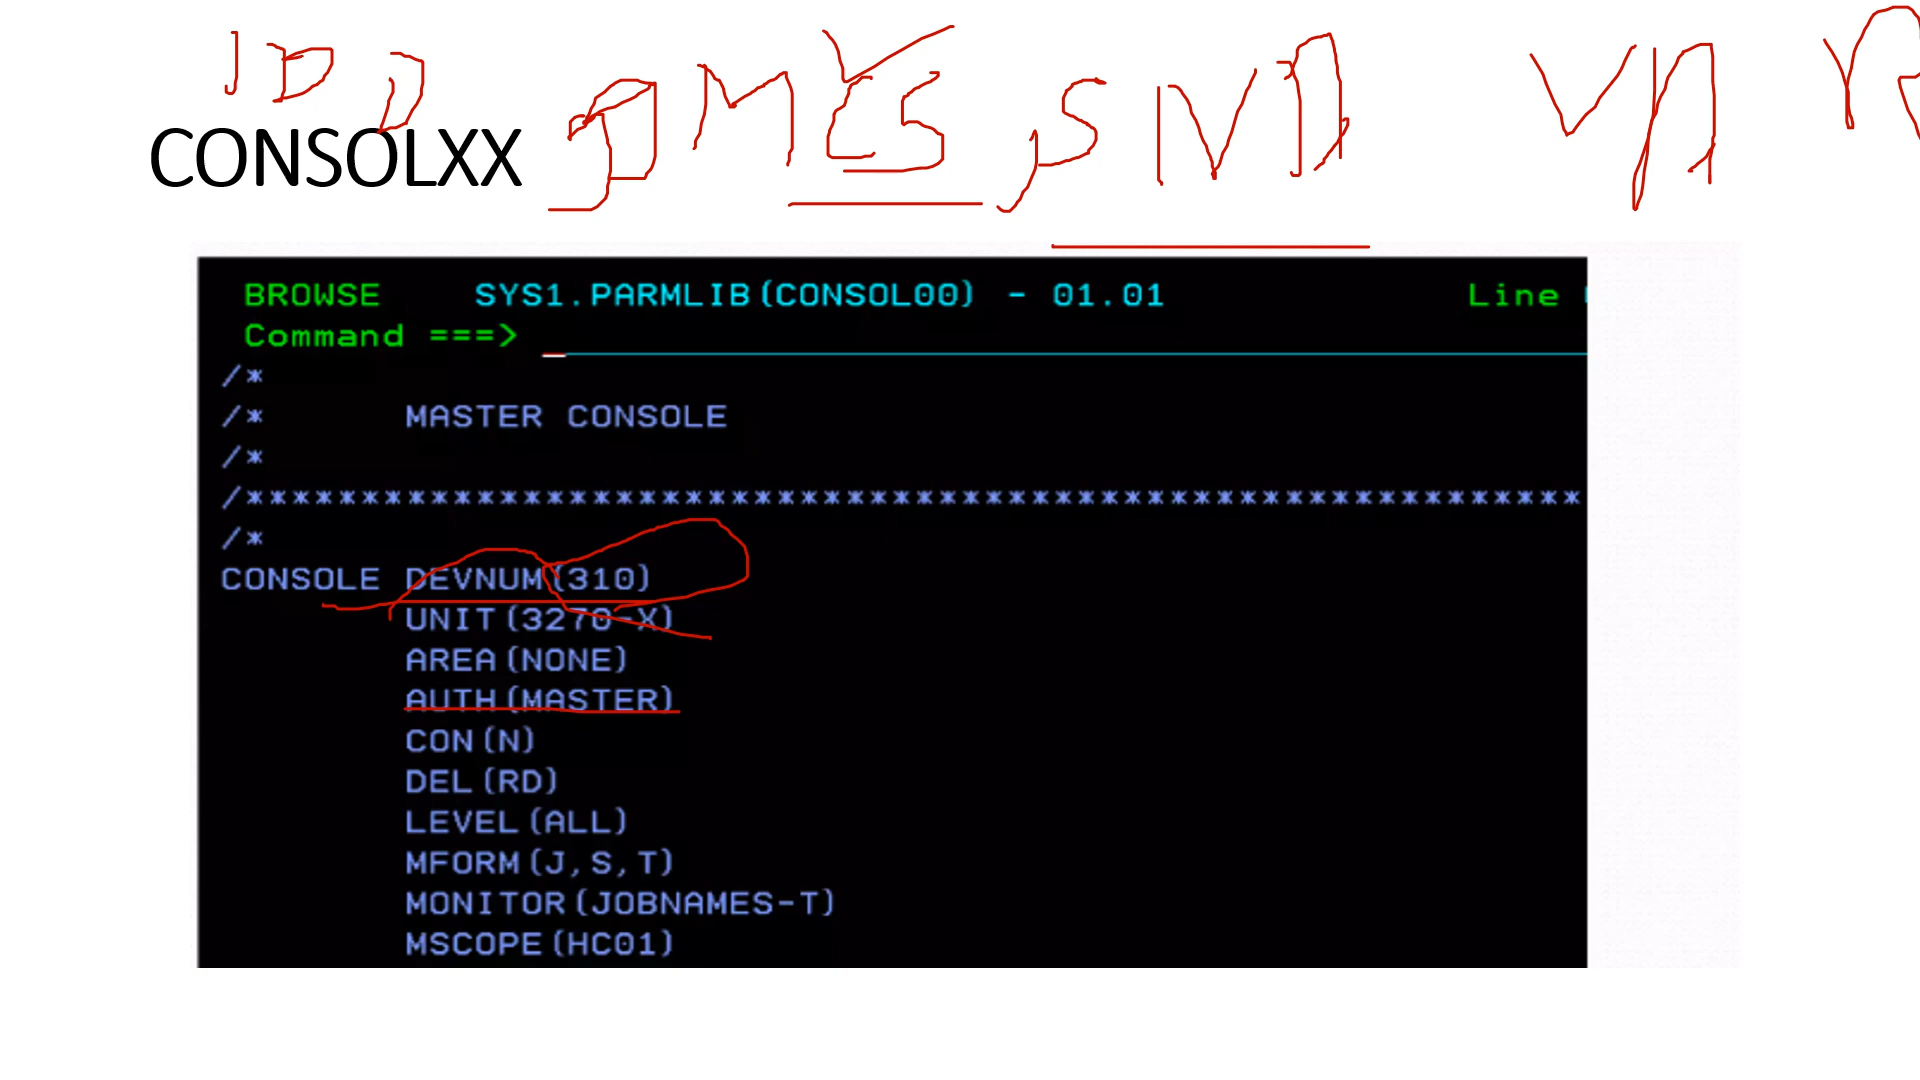 CONSOLXX
BROWSE    SYS1.PARMLIB(CONSOL00) - 01.01    Line
Command ===>
/*
/*    MASTER CONSOLE
/*
/**********************************************************
/*
CONSOLE DEVNUM(310)
UNIT(3270-X)
AREA(NONE)
AUTH(MASTER)
CON(N)
DEL(RD)
LEVEL(ALL)
MFORM(J,S,T)
MONITOR(JOBNAMES-T)
MSCOPE(HC01)